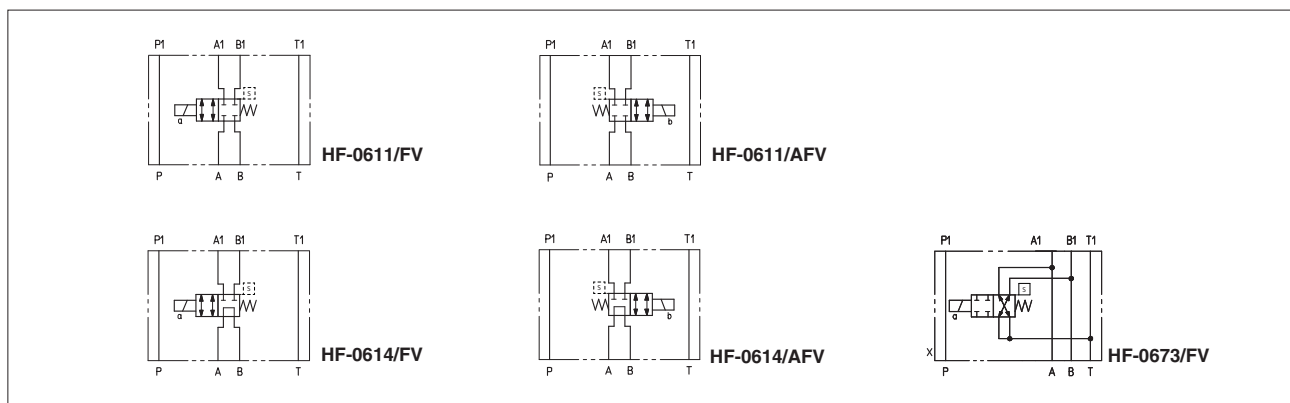 P1 A1 B1 T1
S
a
P A B T
HF-0611/FV
P1 A1 B1 T1
S
b
P A B T
HF-0611/AFV
P1 A1 B1 T1
S
a
P A B T
HF-0614/FV
P1 A1 B1 T1
S
b
P A B T
HF-0614/AFV
P1 A1 B1 T1
S
a
X
P A B T
HF-0673/FV